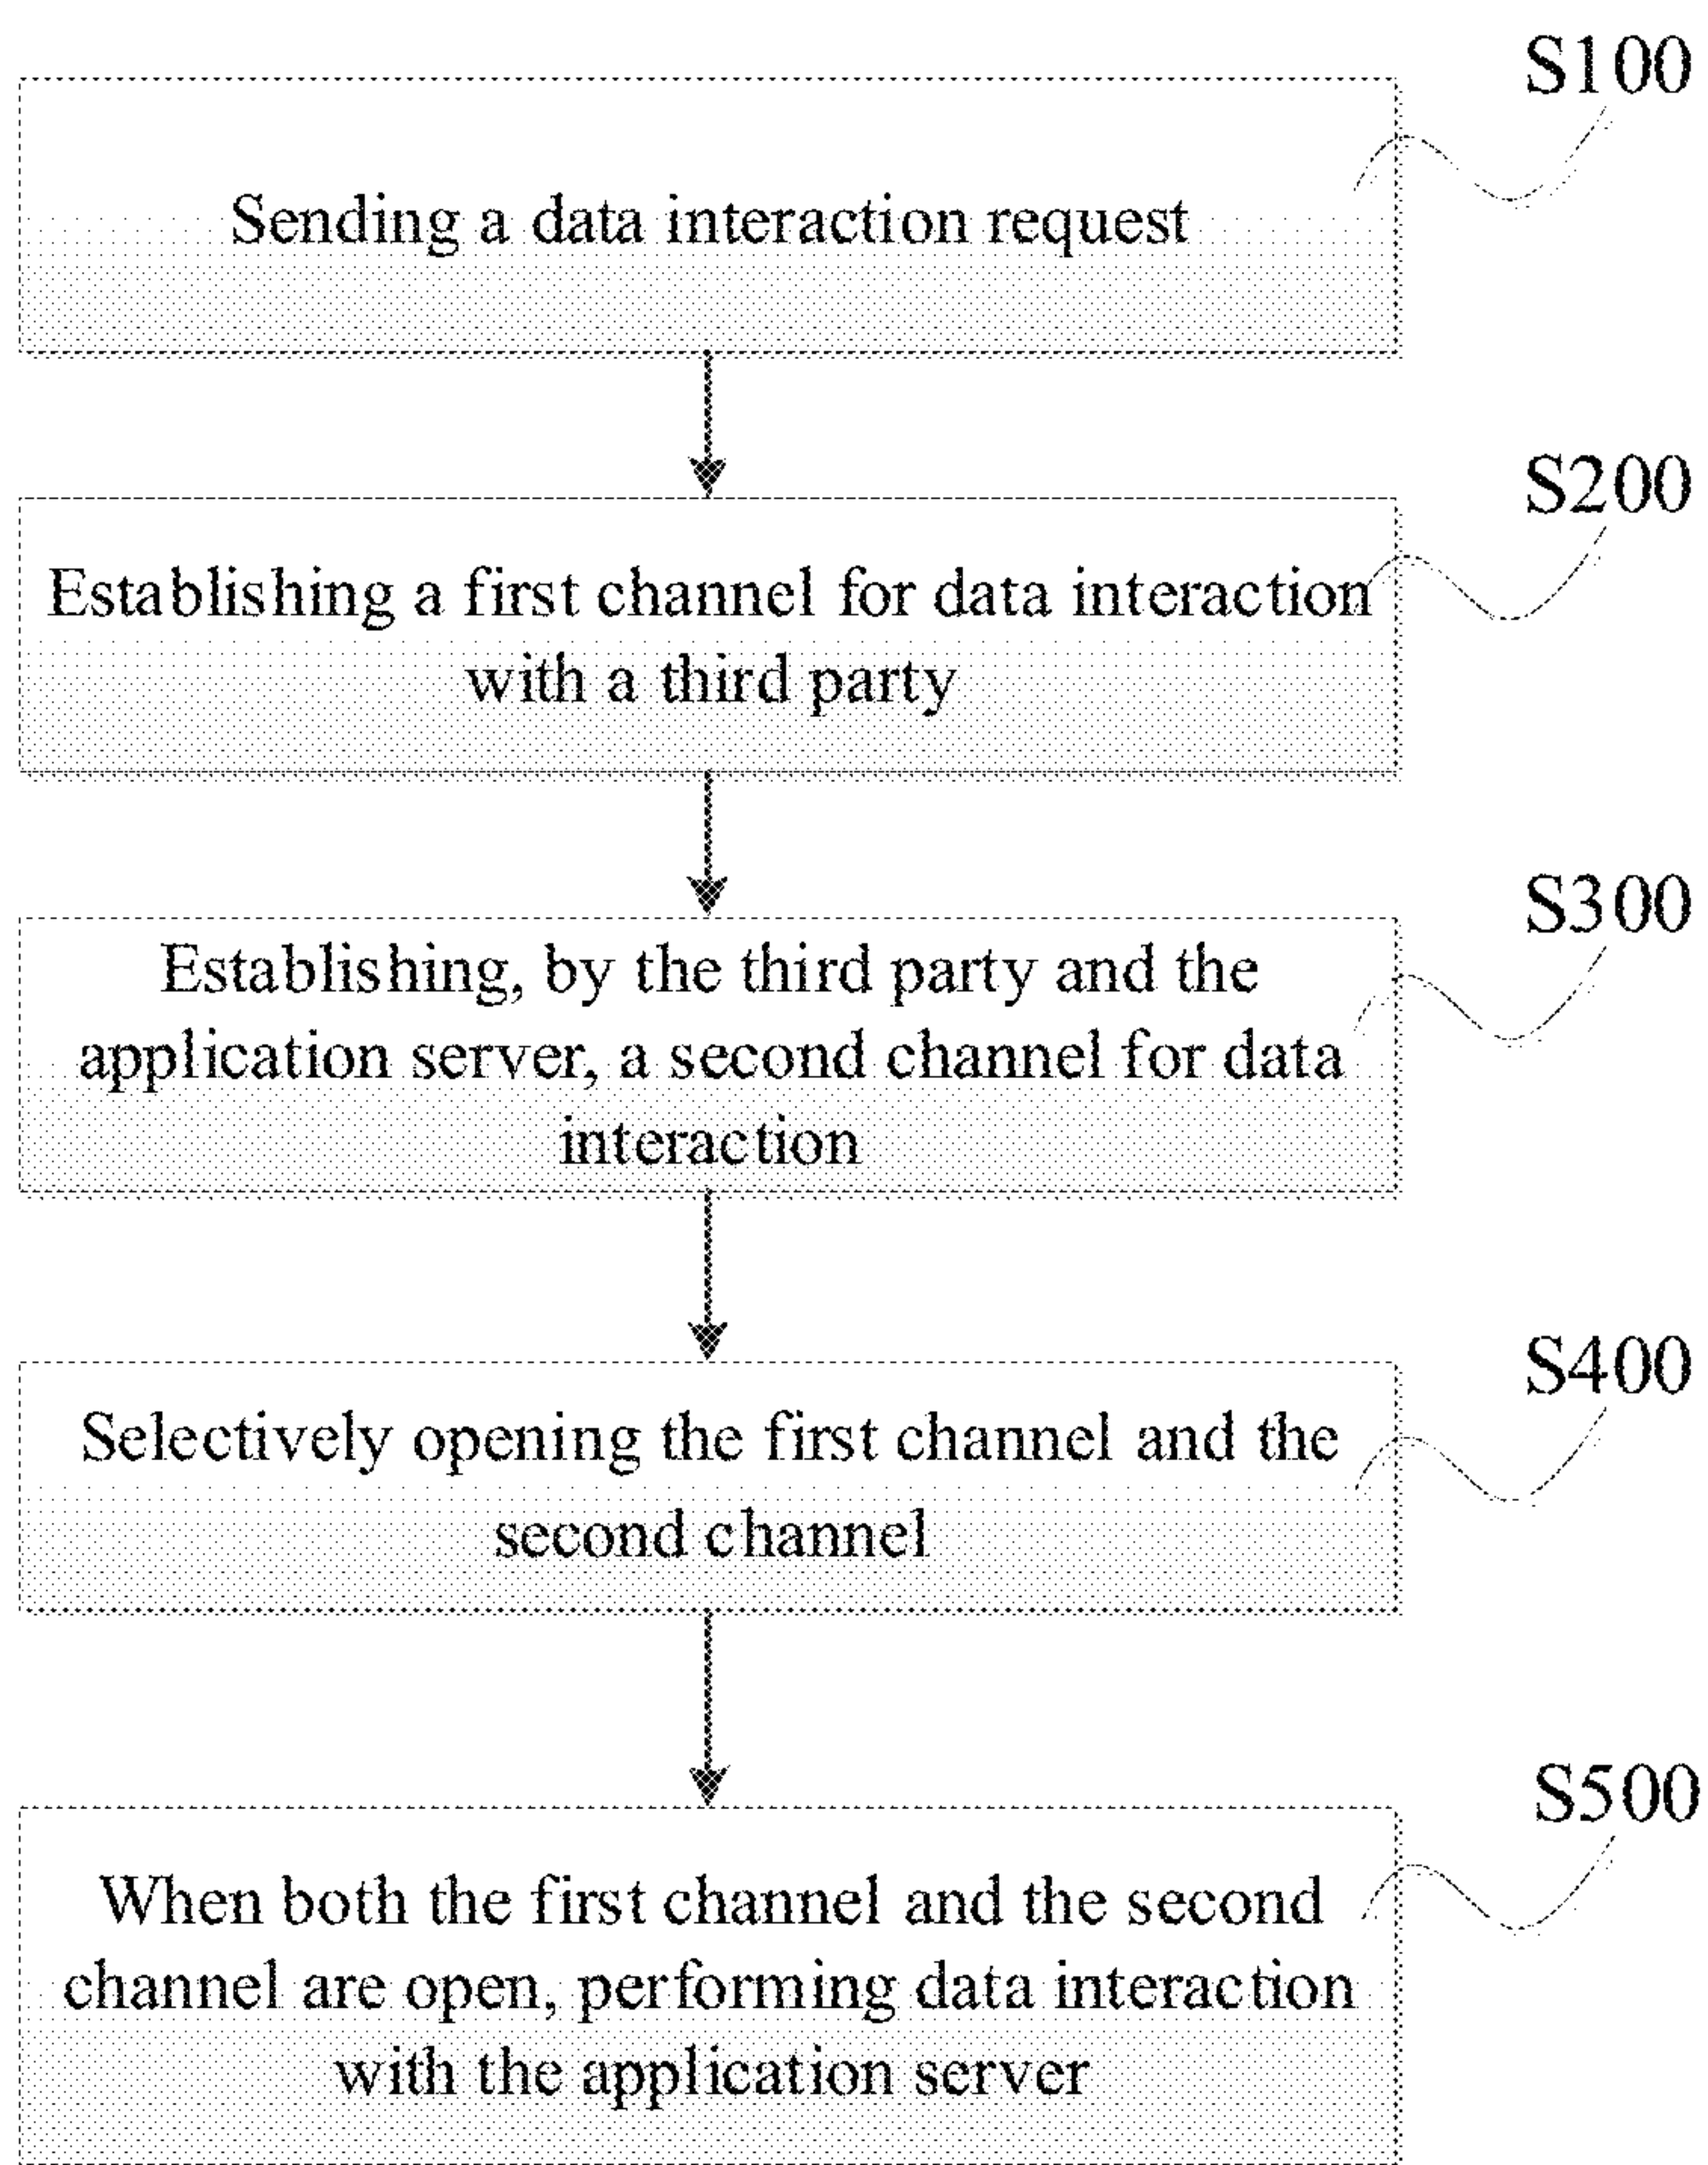 S100
Sending a data interaction request
S200
Establishing a first channel for data interaction
with a third party
S300
Establishing, by the third party and the
application server, a second channel for data
interaction
S400
Selectively opening the first channel and the
second channel
S500
When both the first channel and the second
channel are open, performing data interaction
with the application server